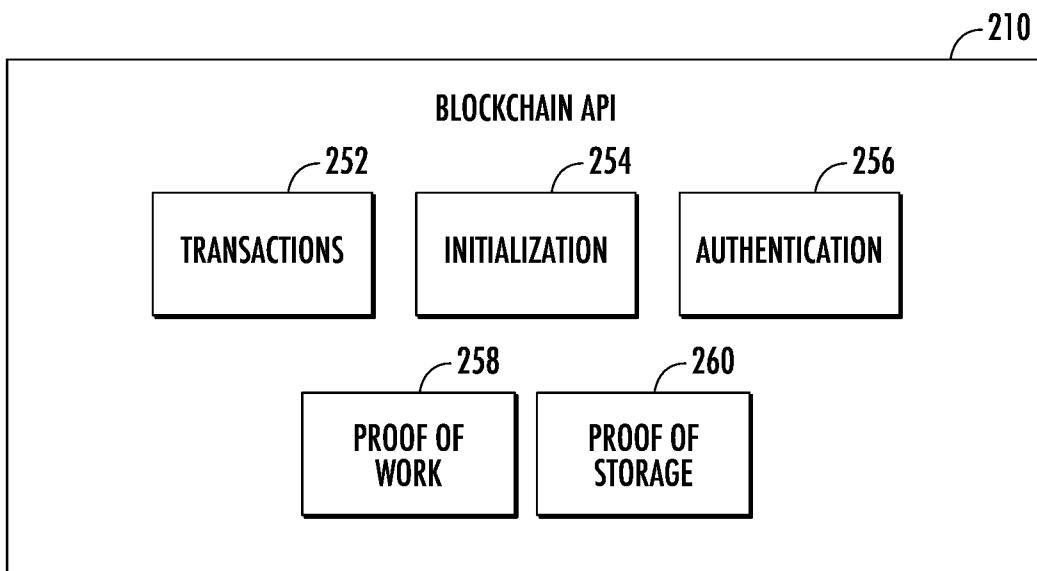 210
BLOCKCHAIN API
252
254
256
TRANSACTIONS
INITIALIZATION
AUTHENTICATION
258
260
PROOF OF
WORK
PROOF OF
STORAGE